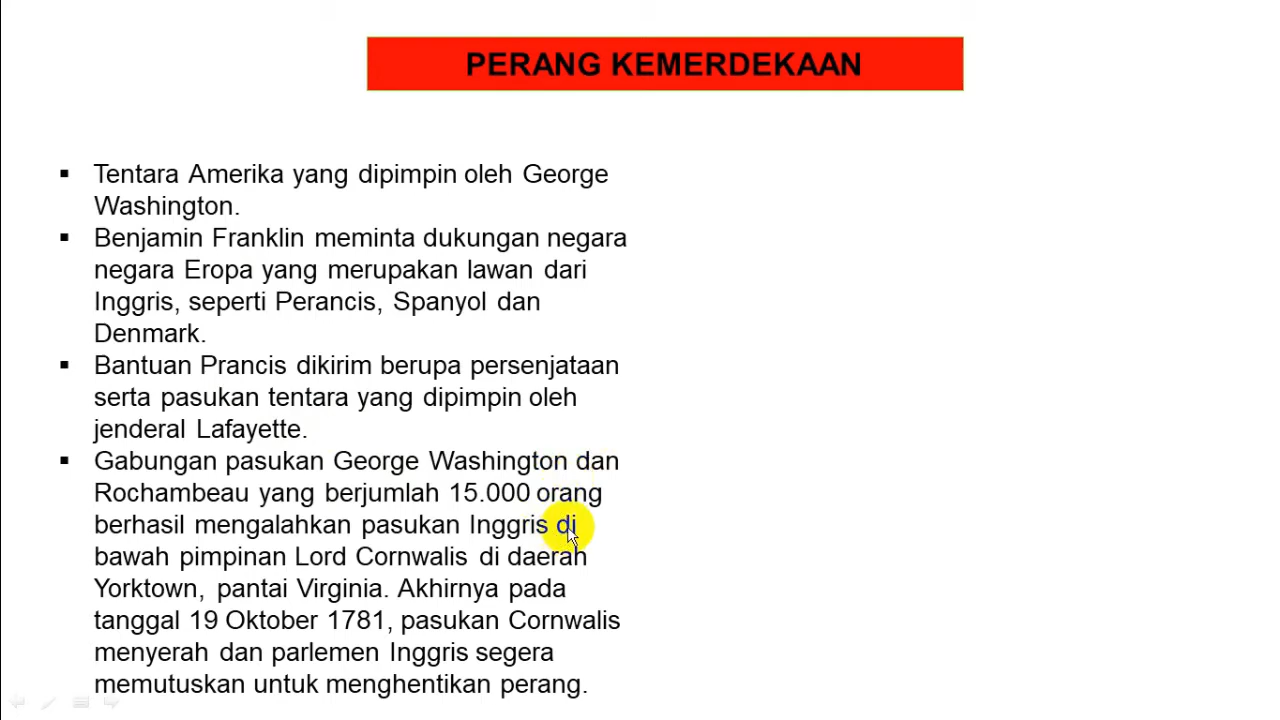 PERANG KEMERDEKAAN
▪ Tentara Amerika yang dipimpin oleh George
Washington.
▪ Benjamin Franklin meminta dukungan negara
negara Eropa yang merupakan lawan dari
Inggris, seperti Perancis, Spanyol dan
Denmark.
▪ Bantuan Prancis dikirim berupa persenjataan
serta pasukan tentara yang dipimpin oleh
jenderal Lafayette.
▪ Gabungan pasukan George Washington dan
Rochambeau yang berjumlah 15.000 orang
berhasil mengalahkan pasukan Inggris di
bawah pimpinan Lord Cornwalis di daerah
Yorktown, pantai Virginia. Akhirnya pada
tanggal 19 Oktober 1781, pasukan Cornwalis
menyerah dan parlemen Inggris segera
memutuskan untuk menghentikan perang.